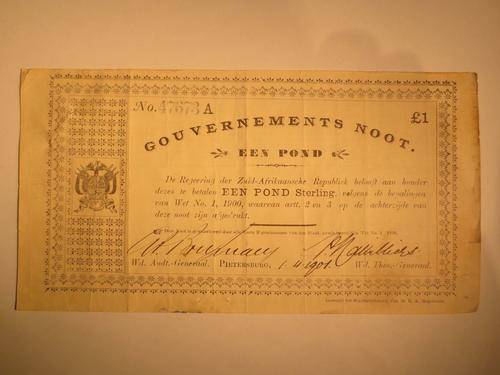 No. 47673 A
£1
GOUVERNEMENTS NOOT.
EEN POND
De Regeering der Zuid-Afrikaansche Republiek belooft aan houder
dezes te betalen EEN POND Sterling, volgens de bepalingen
van Wet No. 1, 1900, waarvan artt. 2 en 3 op de achterzijde van
deze noot zijn afgedrukt.
Wd. Audt.-Generaal. PIETERSBURG, 1.4.1901. Wd. Thes.-Generaal.